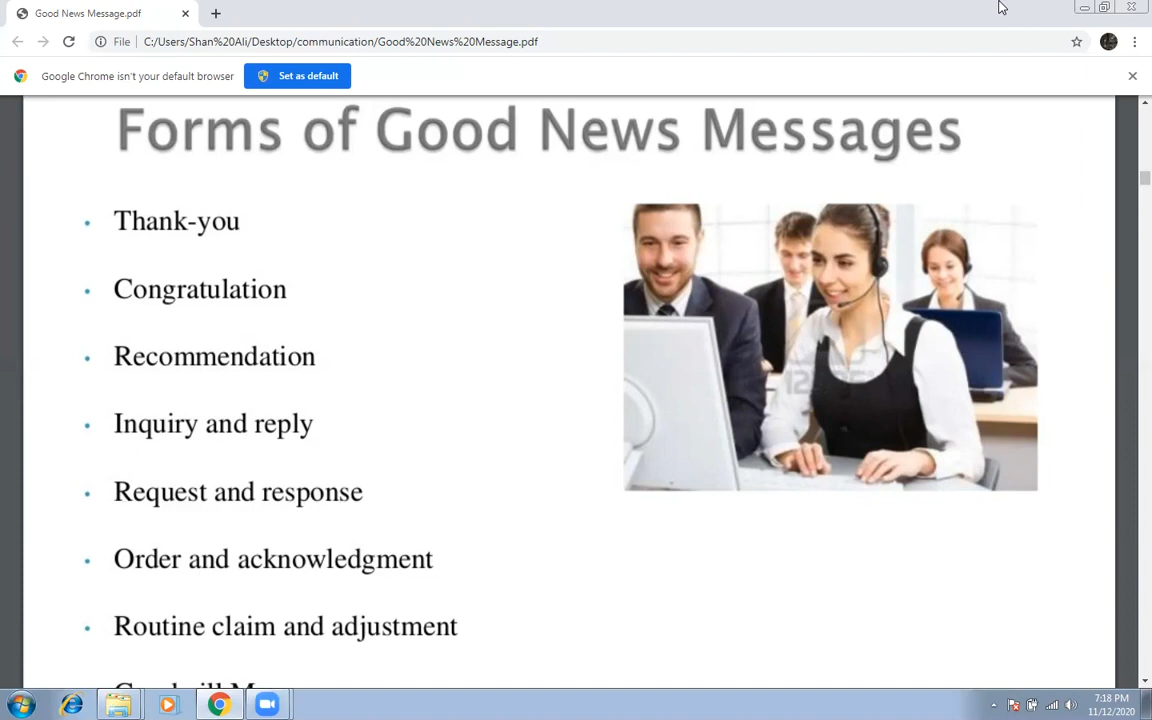 Good News Message.pdf
File
C:/Users/Shan%20Ali/Desktop/communication/Good%20News%20Message.pdf
Google Chrome isn't your default browser
Set as default
Forms of Good News Messages
• Thank-you
• Congratulation
• Recommendation
• Inquiry and reply
• Request and response
• Order and acknowledgment
• Routine claim and adjustment
7:18 PM
11/12/2020